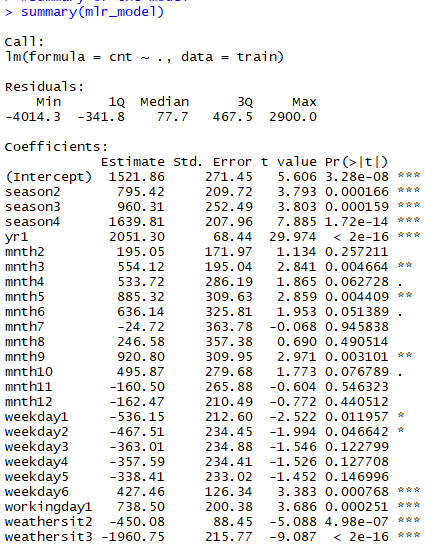 > summary(mlr_model)
Call:
lm(formula = cnt ~ ., data = train)
Residuals:
    Min      1Q  Median      3Q     Max
-4014.3  -341.8    77.7   467.5  2900.0
Coefficients:
            Estimate Std. Error t value Pr(>|t|)
(Intercept)  1521.86     271.45   5.606 3.28e-08 ***
season2       795.42     209.72   3.793 0.000166 ***
season3       960.31     252.49   3.803 0.000159 ***
season4      1639.81     207.96   7.885 1.72e-14 ***
yr1          2051.30      68.44  29.974  < 2e-16 ***
mnth2         195.05     171.97   1.134 0.257211
mnth3         554.12     195.04   2.841 0.004664 **
mnth4         533.72     286.19   1.865 0.062728 .
mnth5         885.32     309.63   2.859 0.004409 **
mnth6         636.14     325.81   1.953 0.051389 .
mnth7         -24.72     363.78  -0.068 0.945838
mnth8         246.58     357.38   0.690 0.490514
mnth9         920.80     309.95   2.971 0.003101 **
mnth10        495.87     279.68   1.773 0.076789 .
mnth11       -160.50     265.88  -0.604 0.546323
mnth12       -162.47     210.49  -0.772 0.440512
weekday1     -536.15     212.60  -2.522 0.011957 *
weekday2     -467.51     234.45  -1.994 0.046642 *
weekday3     -363.01     234.88  -1.546 0.122799
weekday4     -357.59     234.41  -1.526 0.127708
weekday5     -338.41     233.02  -1.452 0.146996
weekday6      427.46     126.34   3.383 0.000768 ***
workingday1   738.50     200.38   3.686 0.000251 ***
weathersit2  -450.08      88.45  -5.088 4.98e-07 ***
weathersit3 -1960.75     215.77  -9.087  < 2e-16 ***